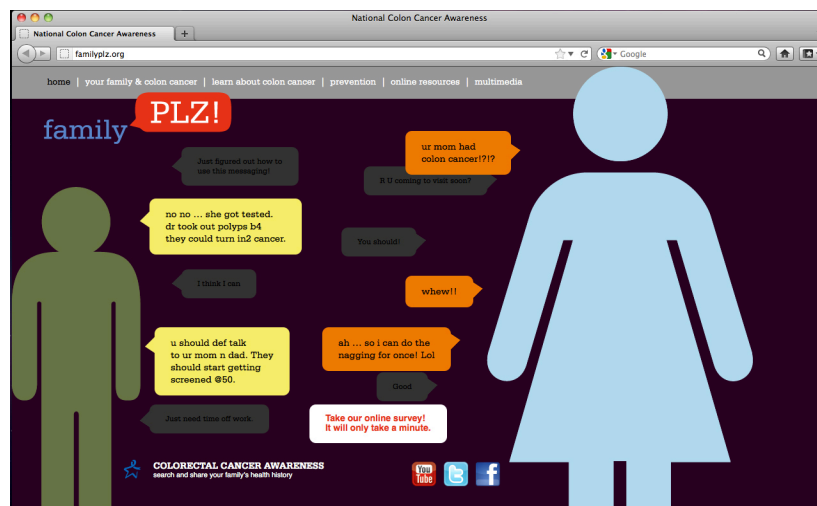 National Colon Cancer Awareness
National Colon Cancer Awareness
familyplz.org
Google
home | your family & colon cancer | learn about colon cancer | prevention | online resources | multimedia
family PLZ!
ur mom had
colon cancer!?!?
Just figured out how to
use this messaging!
R U coming to visit soon?
no no ... she got tested.
dr took out polyps b4
they could turn in2 cancer.
You should!
I think I can
whew!!
u should def talk
to ur mom n dad. They
should start getting
screened @50.
ah ... so i can do the
nagging for once! Lol
Good
Just need time off work.
Take our online survey!
It will only take a minute.
COLORECTAL CANCER AWARENESS
search and share your family's health history
You
Tube